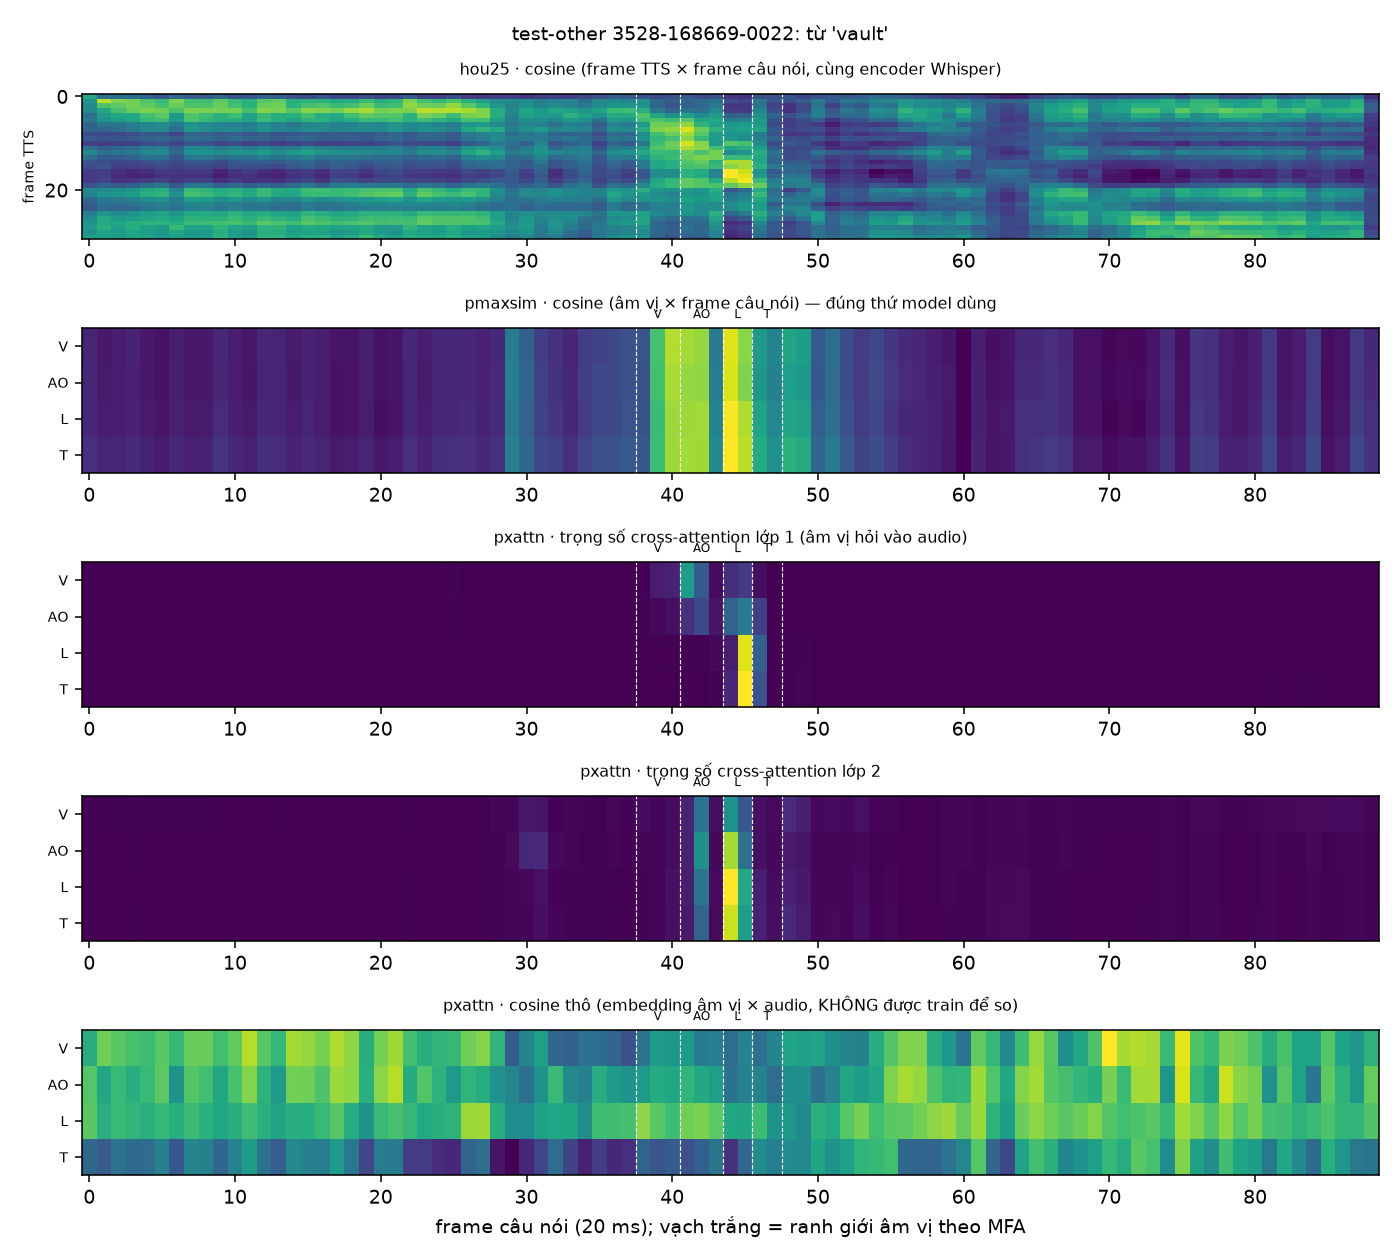 test-other 3528-168669-0022: từ 'vault'
hou25 · cosine (frame TTS × frame câu nói, cùng encoder Whisper)
frame TTS
0
20
0 10 20 30 40 50 60 70 80
pmaxsim · cosine (âm vị × frame câu nói) — đúng thứ model dùng
V AO L T
V
AO
L
T
0 10 20 30 40 50 60 70 80
pxattn · trọng số cross-attention lớp 1 (âm vị hỏi vào audio)
V AO L T
V
AO
L
T
0 10 20 30 40 50 60 70 80
pxattn · trọng số cross-attention lớp 2
V AO L T
V
AO
L
T
0 10 20 30 40 50 60 70 80
pxattn · cosine thô (embedding âm vị × audio, KHÔNG được train để so)
V AO L T
V
AO
L
T
0 10 20 30 40 50 60 70 80
frame câu nói (20 ms); vạch trắng = ranh giới âm vị theo MFA